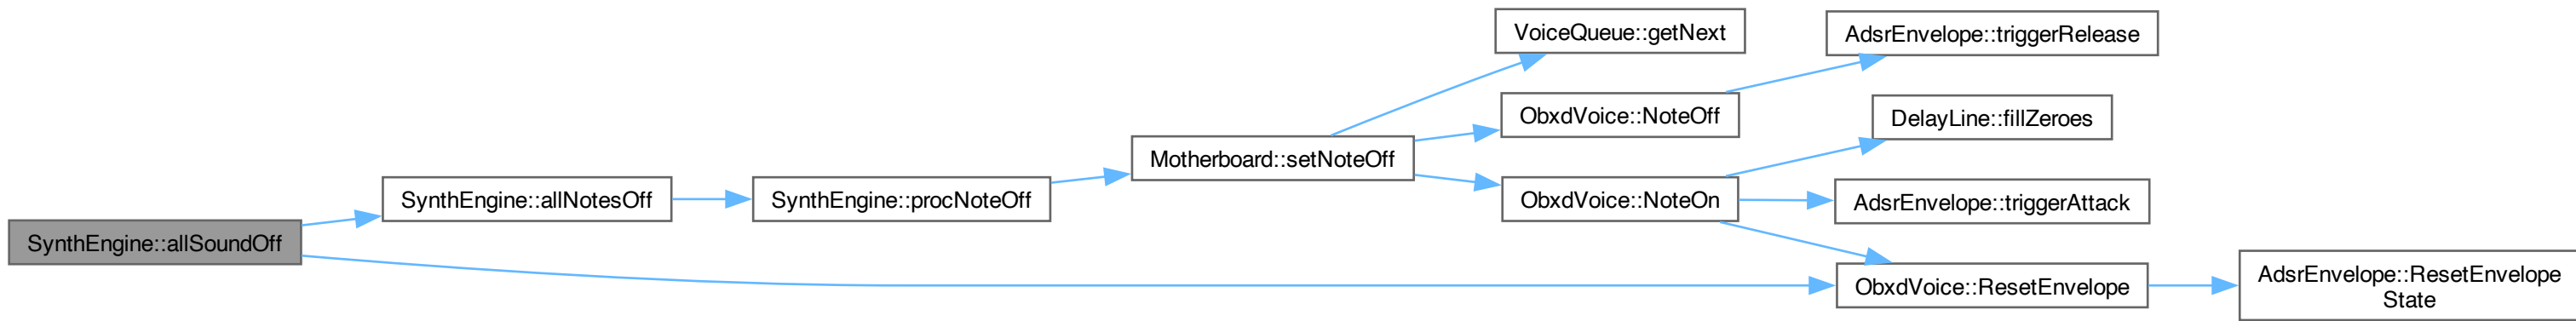 VoiceQueue::getNext
AdsrEnvelope::triggerRelease
ObxdVoice::NoteOff
DelayLine::fillZeroes
Motherboard::setNoteOff
SynthEngine::allNotesOff
SynthEngine::procNoteOff
ObxdVoice::NoteOn
AdsrEnvelope::triggerAttack
SynthEngine::allSoundOff
ObxdVoice::ResetEnvelope
AdsrEnvelope::ResetEnvelope
State